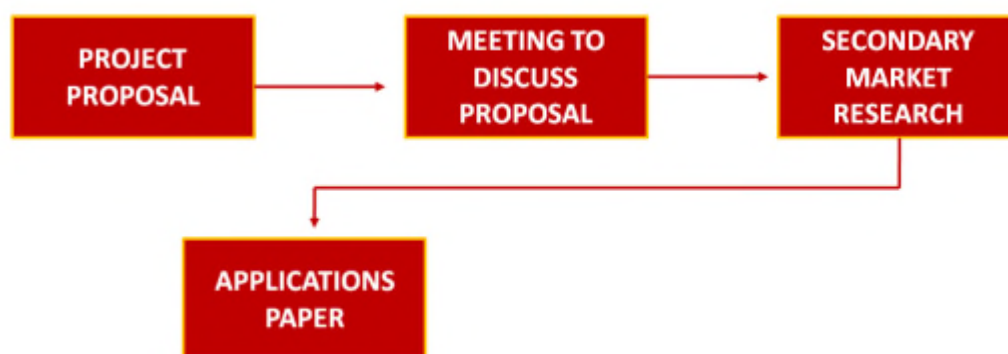 PROJECT
PROPOSAL
MEETING TO
DISCUSS
PROPOSAL
SECONDARY
MARKET
RESEARCH
APPLICATIONS
PAPER